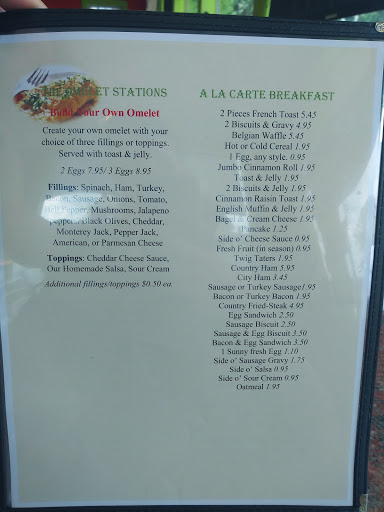 THE OMELET STATIONS
Build Your Own Omelet
Create your own omelet with your
choice of three fillings or toppings.
Served with toast & jelly.
2 Eggs 7.95/3 Eggs 8.95
Fillings: Spinach, Ham, Turkey,
Bacon, Sausage, Onions, Tomato,
Bell Pepper, Mushrooms, Jalapeno
pepper, Black Olives, Cheddar,
Monterey Jack, Pepper Jack,
American, or Parmesan Cheese
Toppings: Cheddar Cheese Sauce,
Our Homemade Salsa, Sour Cream
Additional fillings/toppings $0.50 ea.
A LA CARTE BREAKFAST
2 Pieces French Toast 5.45
2 Biscuits & Gravy 4.95
Belgian Waffle 5.45
Hot or Cold Cereal 1.95
1 Egg, any style. 0.95
Jumbo Cinnamon Roll 1.95
Toast & Jelly 1.95
2 Biscuits & Jelly 1.95
Cinnamon Raisin Toast 1.95
English Muffin & Jelly 1.95
Bagel & Cream Cheese 1.95
Pancake 1.25
Side o' Cheese Sauce 0.95
Fresh Fruit (in season) 0.95
Twig Taters 1.95
Country Ham 5.95
City Ham 3.45
Sausage or Turkey Sausage1.95
Bacon or Turkey Bacon 1.95
Country Fried-Steak 4.95
Egg Sandwich 2.50
Sausage Biscuit 2.50
Sausage & Egg Biscuit 3.50
Bacon & Egg Sandwich 3.50
1 Sunny fresh Egg 1.10
Side o' Sausage Gravy 1.75
Side o' Salsa 0.95
Side o' Sour Cream 0.95
Oatmeal 1.95